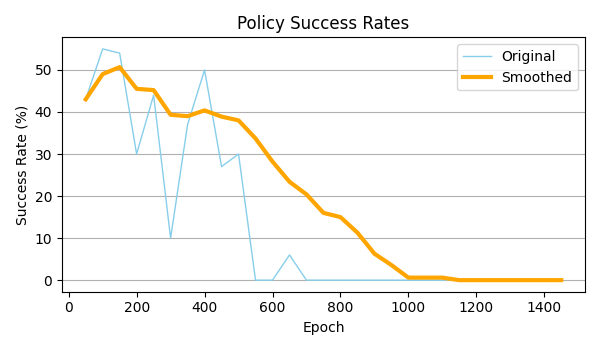 Policy Success Rates
Original
Smoothed
Success Rate (%)
50
40
30
20
10
0
0 200 400 600 800 1000 1200 1400
Epoch